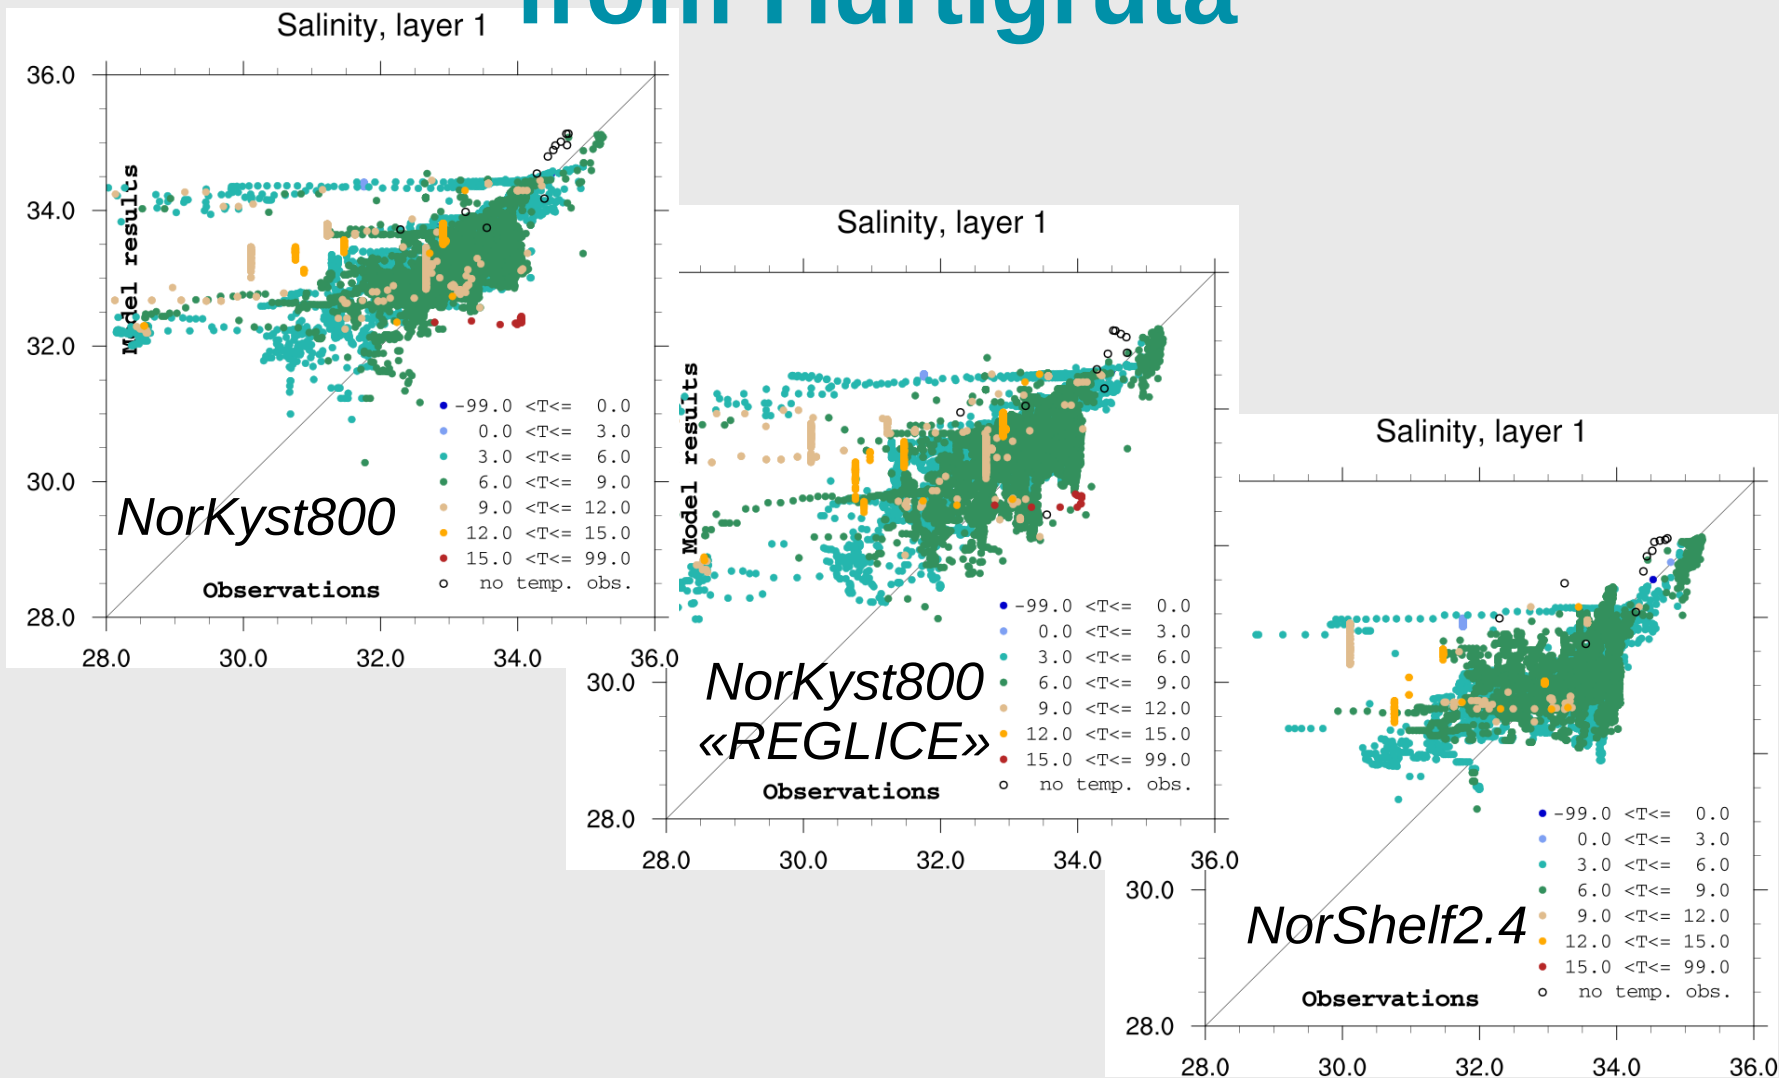 from Hurtigruta
Salinity, layer 1
36.0
34.0
32.0
30.0
28.0
Model results
-99.0 <T<= 0.0
0.0 <T<= 3.0
3.0 <T<= 6.0
6.0 <T<= 9.0
9.0 <T<= 12.0
12.0 <T<= 15.0
15.0 <T<= 99.0
no temp. obs.
NorKyst800
Observations
28.0 30.0 32.0 34.0 36.0
Salinity, layer 1
Model results
30.0
28.0
-99.0 <T<= 0.0
0.0 <T<= 3.0
3.0 <T<= 6.0
6.0 <T<= 9.0
9.0 <T<= 12.0
12.0 <T<= 15.0
15.0 <T<= 99.0
no temp. obs.
NorKyst800
«REGLICE»
Observations
28.0 30.0 32.0 34.0 36.0
Salinity, layer 1
30.0
28.0
-99.0 <T<= 0.0
0.0 <T<= 3.0
3.0 <T<= 6.0
6.0 <T<= 9.0
9.0 <T<= 12.0
12.0 <T<= 15.0
15.0 <T<= 99.0
no temp. obs.
NorShelf2.4
Observations
28.0 30.0 32.0 34.0 36.0